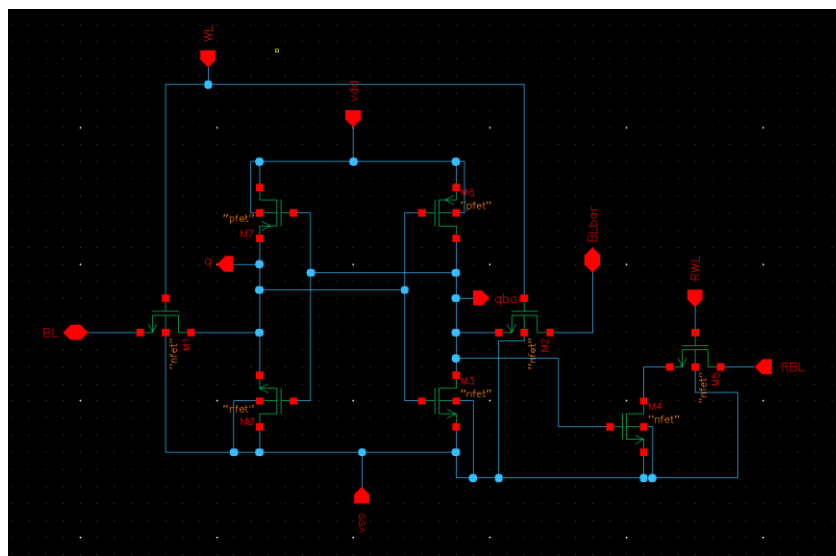 WL
vdd
M6
"pfet"
"pfet"
M7
q
BLbar
RWL
qbar
BL
M1
"nfet"
M2
"nfet"
M5
RBL
"nfet"
M3
"nfet"
"nfet"
M0
M4
"nfet"
vss